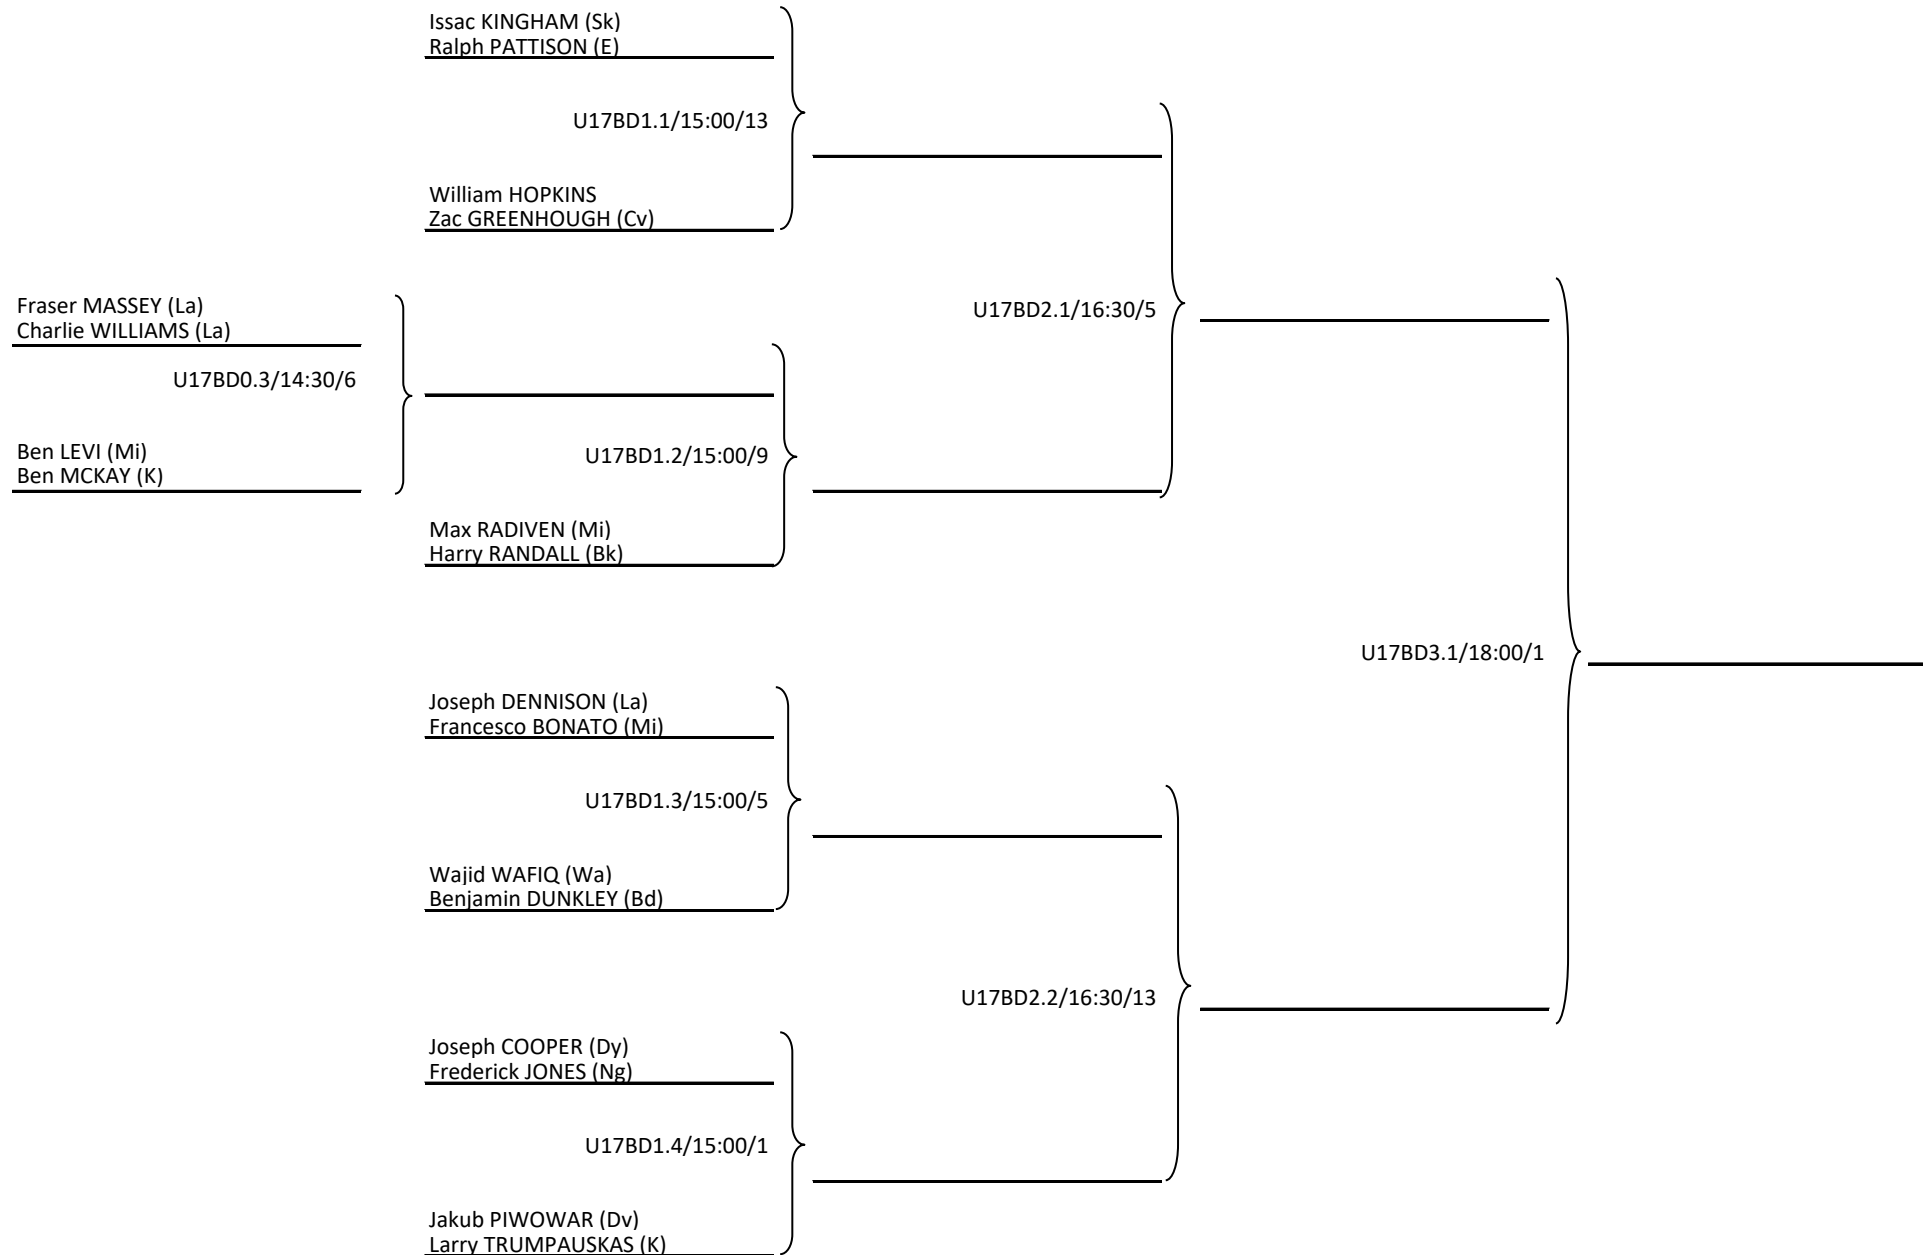 Issac KINGHAM (Sk)
Ralph PATTISON (E)
U17BD1.1/15:00/13
William HOPKINS
Zac GREENHOUGH (Cv)
Fraser MASSEY (La)
Charlie WILLIAMS (La)
U17BD2.1/16:30/5
U17BD0.3/14:30/6
Ben LEVI (Mi)
Ben MCKAY (K)
U17BD1.2/15:00/9
Max RADIVEN (Mi)
Harry RANDALL (Bk)
U17BD3.1/18:00/1
Joseph DENNISON (La)
Francesco BONATO (Mi)
U17BD1.3/15:00/5
Wajid WAFIQ (Wa)
Benjamin DUNKLEY (Bd)
U17BD2.2/16:30/13
Joseph COOPER (Dy)
Frederick JONES (Ng)
U17BD1.4/15:00/1
Jakub PIWOWAR (Dv)
Larry TRUMPAUSKAS (K)